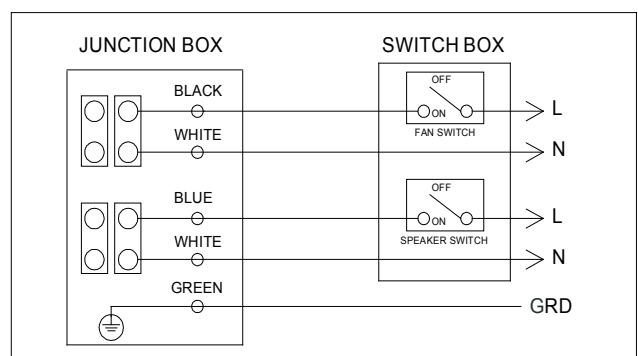 JUNCTION BOX
SWITCH BOX
BLACK
OFF
ON
FAN SWITCH
L
WHITE
N
BLUE
OFF
ON
SPEAKER SWITCH
L
WHITE
N
GREEN
GRD